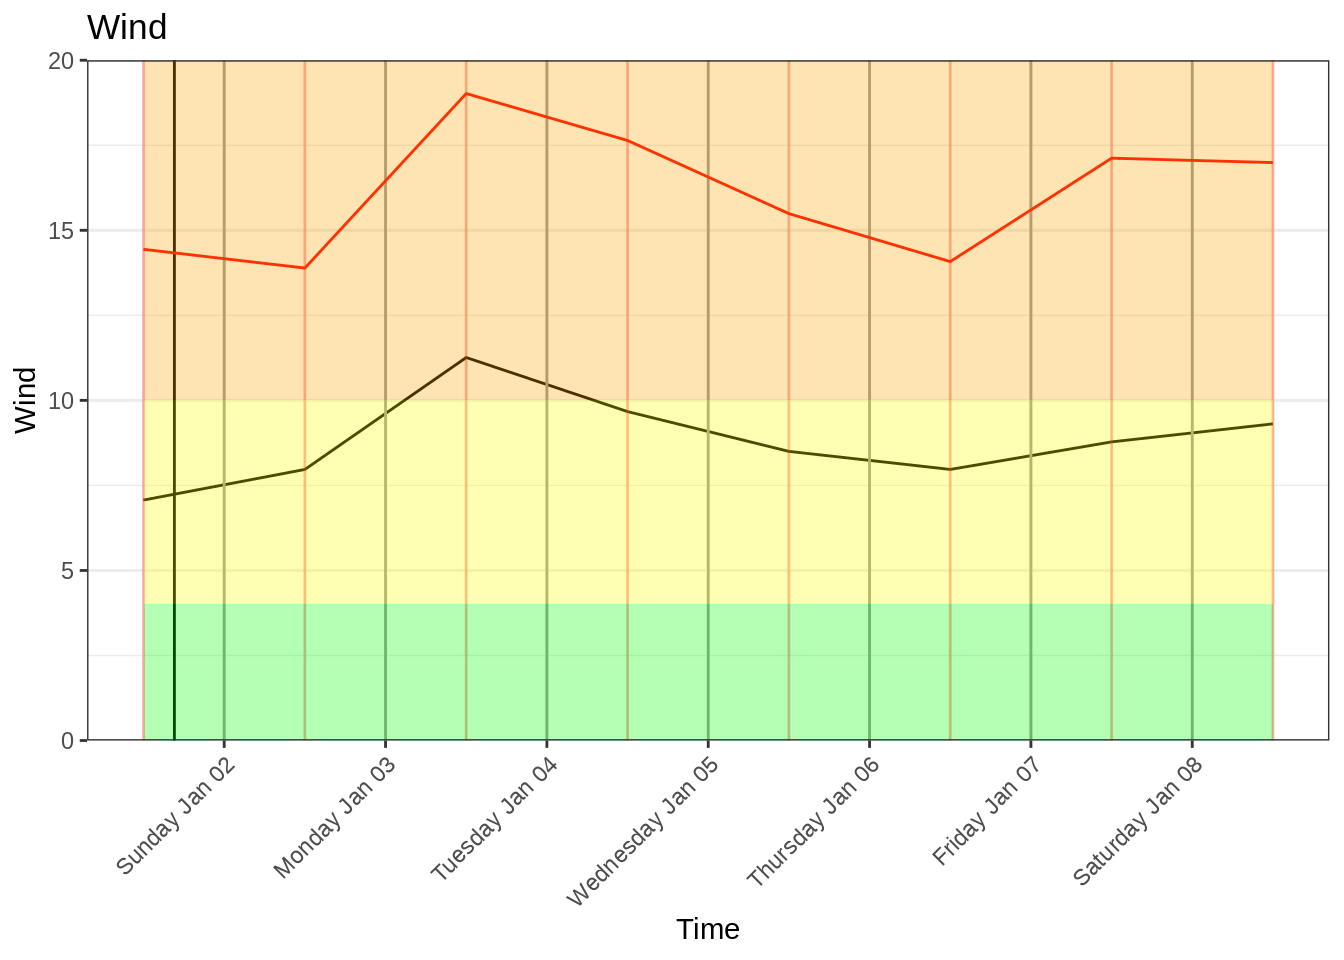 Wind
20
15
10
5
0
Wind
Sunday Jan 02
Monday Jan 03
Tuesday Jan 04
Wednesday Jan 05
Thursday Jan 06
Friday Jan 07
Saturday Jan 08
Time